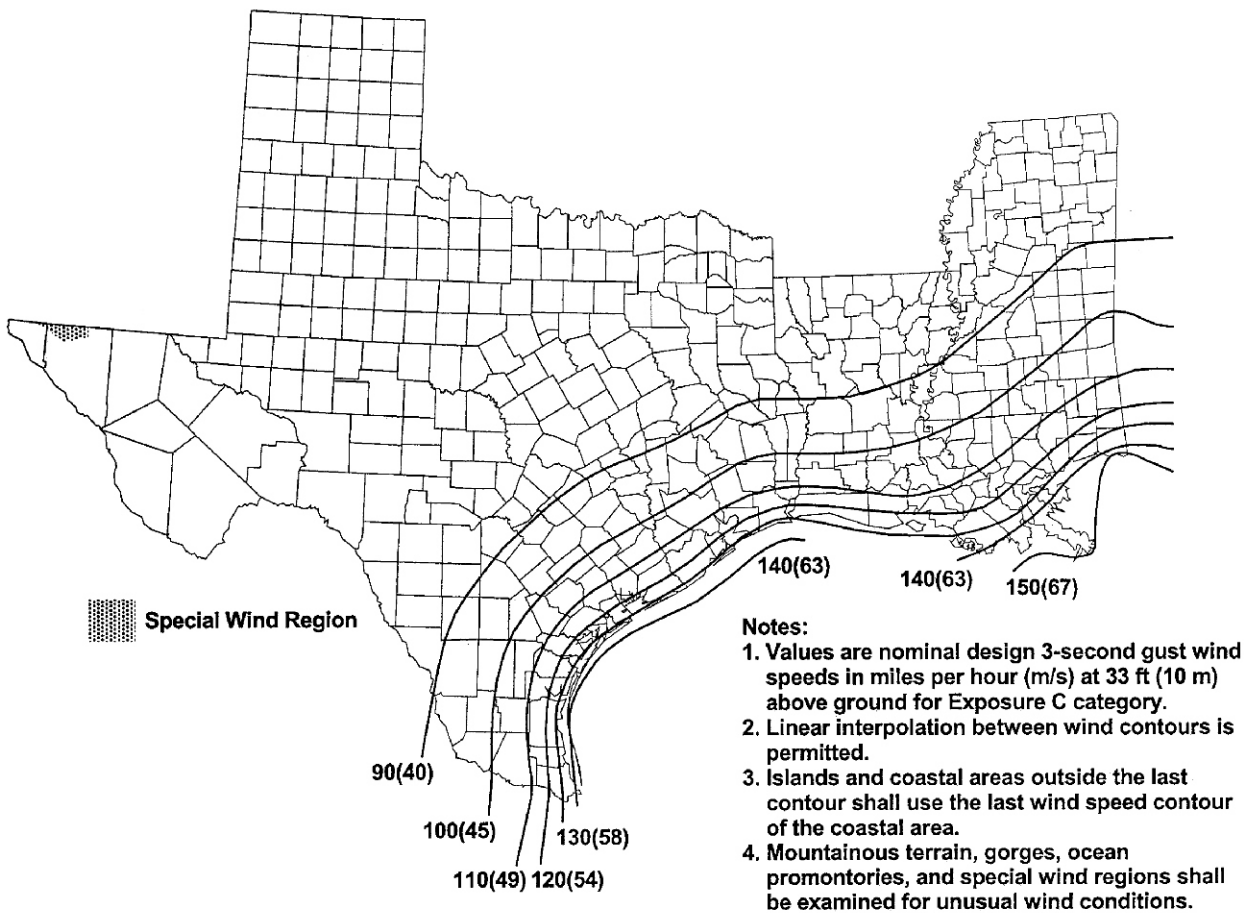 140(63)
140(63)
150(67)
Special Wind Region
90(40)
100(45)
130(58)
110(49)
120(54)
Notes:
1. Values are nominal design 3-second gust wind
speeds in miles per hour (m/s) at 33 ft (10 m)
above ground for Exposure C category.
2. Linear interpolation between wind contours is
permitted.
3. Islands and coastal areas outside the last
contour shall use the last wind speed contour
of the coastal area.
4. Mountainous terrain, gorges, ocean
promontories, and special wind regions shall
be examined for unusual wind conditions.